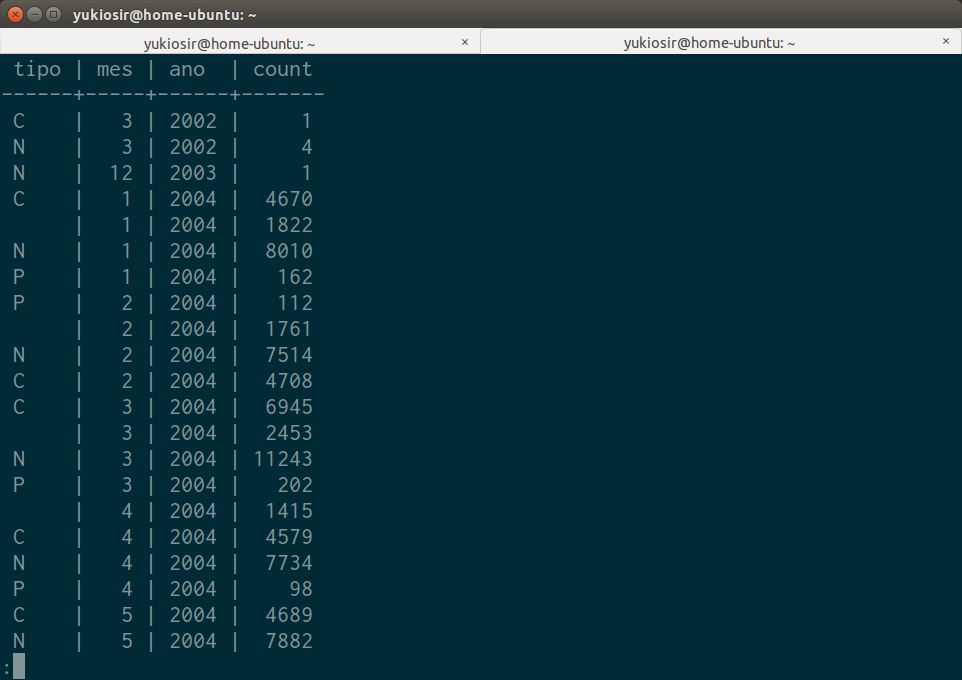 yukiosir@home-ubuntu: ~
yukiosir@home-ubuntu: ~ × yukiosir@home-ubuntu: ~ ×
 tipo | mes | ano  | count
------+-----+------+-------
 C    |   3 | 2002 |     1
 N    |   3 | 2002 |     4
 N    |  12 | 2003 |     1
 C    |   1 | 2004 |  4670
      |   1 | 2004 |  1822
 N    |   1 | 2004 |  8010
 P    |   1 | 2004 |   162
 P    |   2 | 2004 |   112
      |   2 | 2004 |  1761
 N    |   2 | 2004 |  7514
 C    |   2 | 2004 |  4708
 C    |   3 | 2004 |  6945
      |   3 | 2004 |  2453
 N    |   3 | 2004 | 11243
 P    |   3 | 2004 |   202
      |   4 | 2004 |  1415
 C    |   4 | 2004 |  4579
 N    |   4 | 2004 |  7734
 P    |   4 | 2004 |    98
 C    |   5 | 2004 |  4689
 N    |   5 | 2004 |  7882
: